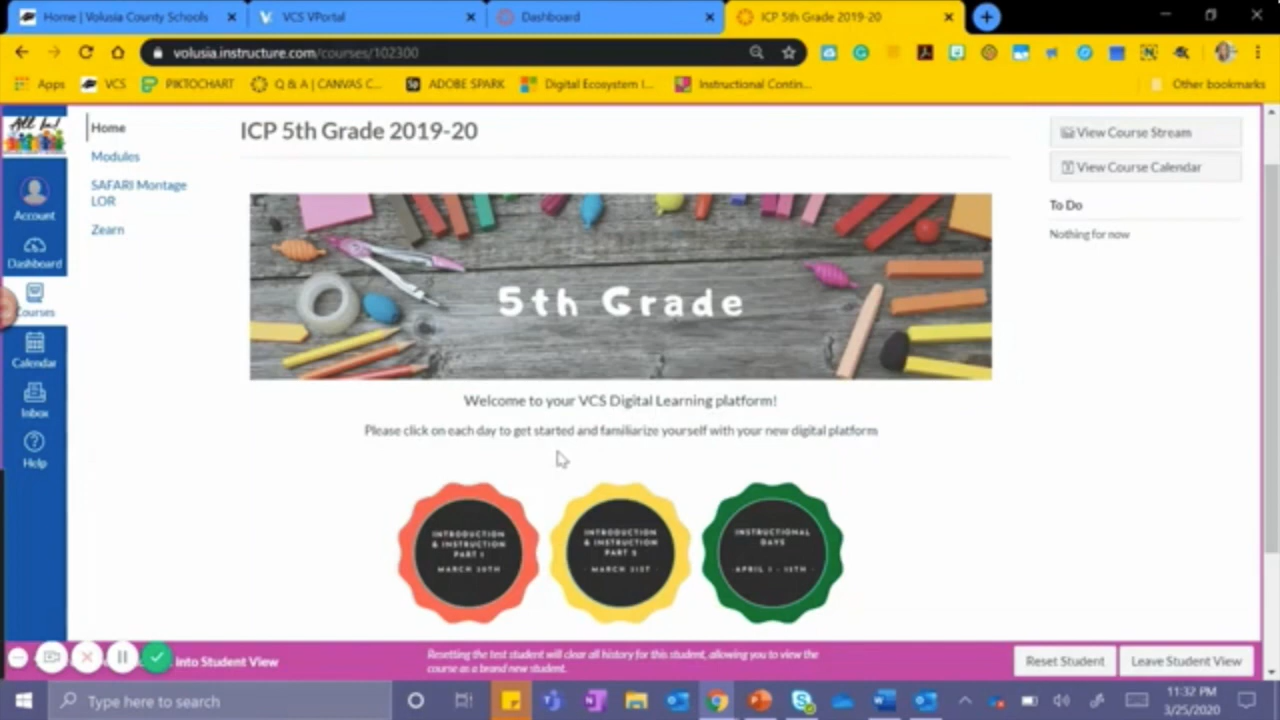 Home | Volusia County Schools
VCS VPortal
Dashboard
ICP 5th Grade 2019-20
volusia.instructure.com/courses/102300
Apps
VCS
PIKTOCHART
Q & A | CANVAS C...
ADOBE SPARK
Digital Ecosystem I...
Instructional Contin...
Other bookmarks
All In!
Account
Dashboard
Courses
Calendar
Inbox
Help
Home
Modules
SAFARI Montage
LOR
Zearn
ICP 5th Grade 2019-20
5th Grade
Welcome to your VCS Digital Learning platform!
Please click on each day to get started and familiarize yourself with your new digital platform
INTRODUCTION
& INSTRUCTION
PART 1
MARCH 30TH
INTRODUCTION
& INSTRUCTION
PART 2
MARCH 31ST
INSTRUCTIONAL
DAYS
View Course Stream
View Course Calendar
To Do
Nothing for now
into Student View
Resetting the test student will clear all history for this student, allowing you to view the
course as a brand new student.
Reset Student
Leave Student View
Type here to search
11:32 PM
3/25/2020